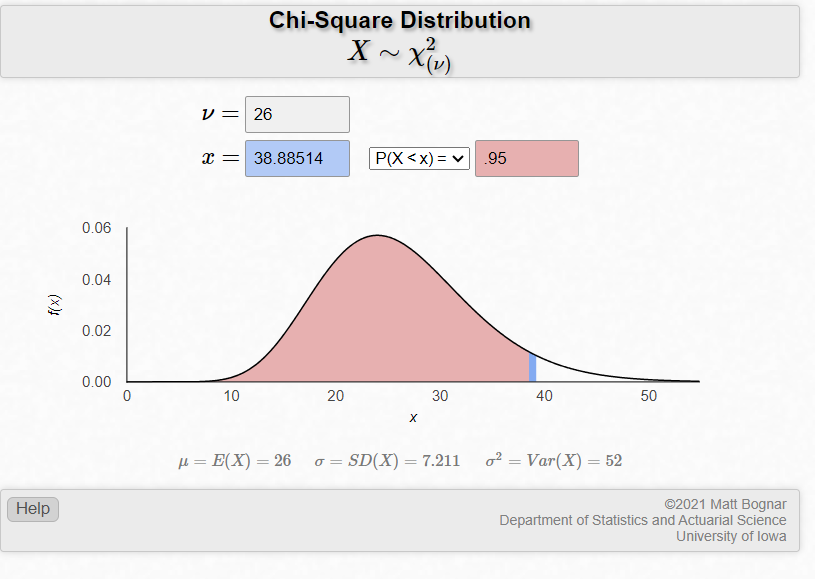 Chi-Square Distribution
X ∼ χ²₍ν₎
ν = 26
x = 38.88514 P(X < x) = .95
0.06
0.04
0.02
0.00
f(x)
0 10 20 30 40 50
x
μ = E(X) = 26 σ = SD(X) = 7.211 σ² = Var(X) = 52
Help
©2021 Matt Bognar
Department of Statistics and Actuarial Science
University of Iowa